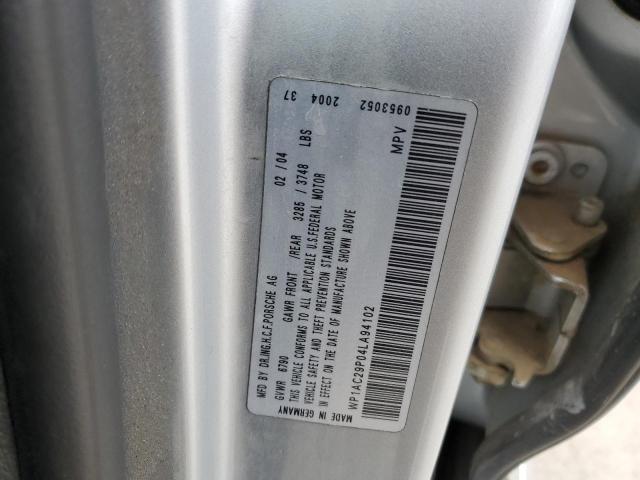 MFD BY DR.ING.H.C.F.PORSCHE AG 02 / 04 2004 37
GVWR 6790 GAWR FRONT /REAR 3285 / 3748 LBS
THIS VEHICLE CONFORMS TO ALL APPLICABLE U.S.FEDERAL MOTOR
VEHICLE SAFETY AND THEFT PREVENTION STANDARDS
IN EFFECT ON THE DATE OF MANUFACTURE SHOWN ABOVE 0953052
WP1AC29P04LA94102 MPV
MADE IN GERMANY